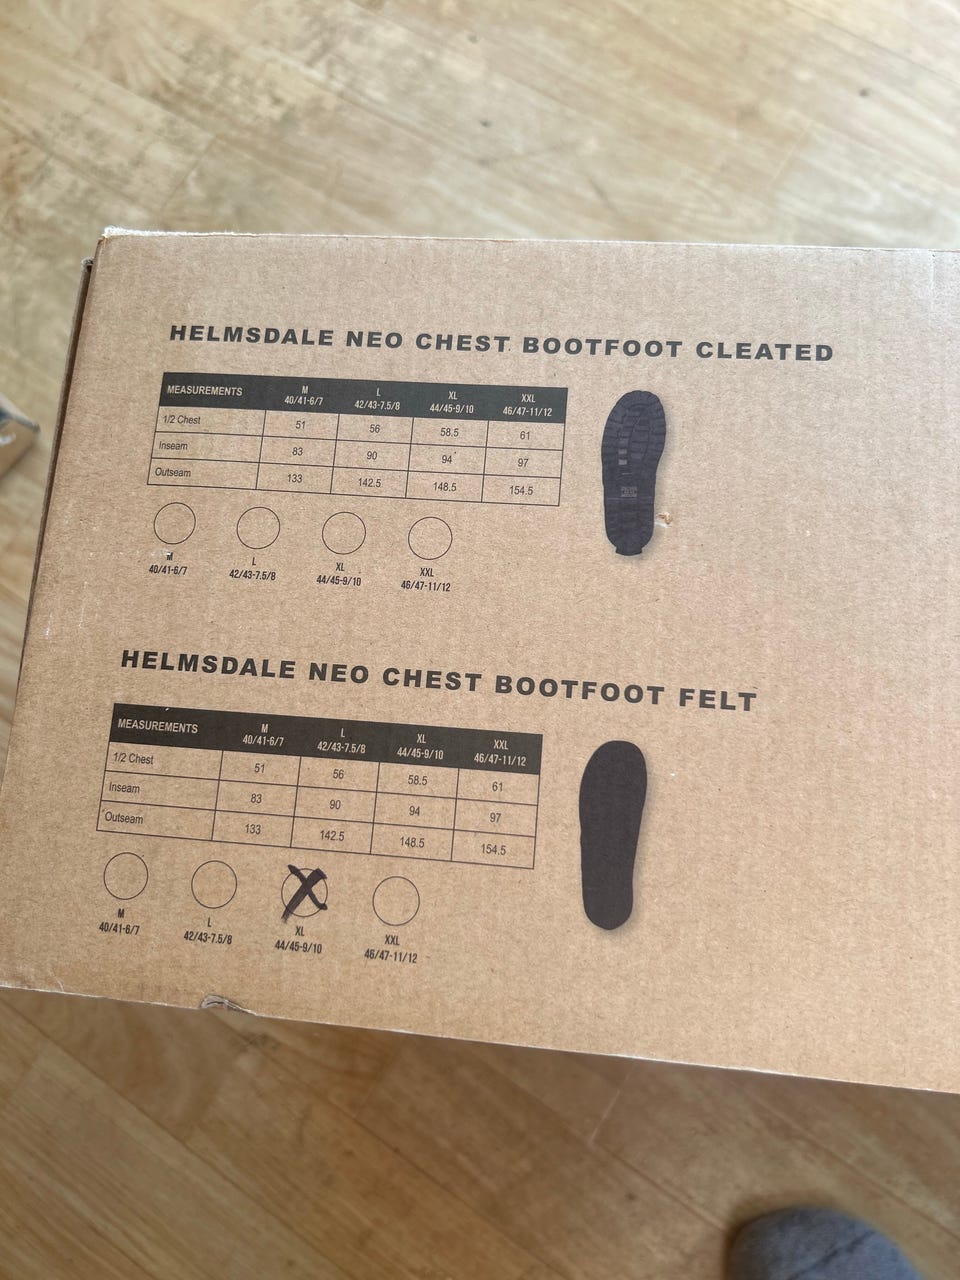 HELMSDALE NEO CHEST BOOTFOOT CLEATED
MEASUREMENTS M 40/41-6/7 L 42/43-7.5/8 XL 44/45-9/10 XXL 46/47-11/12
1/2 Chest 51 56 58.5 61
Inseam 83 90 94 97
Outseam 133 142.5 148.5 154.5
M L XL XXL
40/41-6/7 42/43-7.5/8 44/45-9/10 46/47-11/12
HELMSDALE NEO CHEST BOOTFOOT FELT
MEASUREMENTS M 40/41-6/7 L 42/43-7.5/8 XL 44/45-9/10 XXL 46/47-11/12
1/2 Chest 51 56 58.5 61
Inseam 83 90 94 97
Outseam 133 142.5 148.5 154.5
X
M L XL XXL
40/41-6/7 42/43-7.5/8 44/45-9/10 46/47-11/12